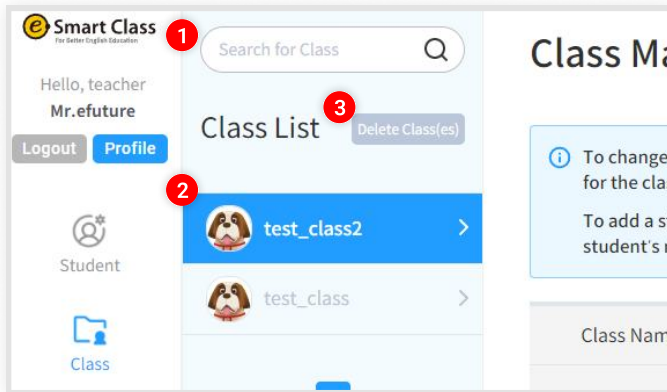 e Smart Class
For Better English Education
Hello, teacher
Mr.efuture
Logout
Profile
Student
Class
1
Search for Class
Class List
3
Delete Class(es)
2
test_class2
test_class
Class Ma
To change
for the cla
To add a s
student's r
Class Nam